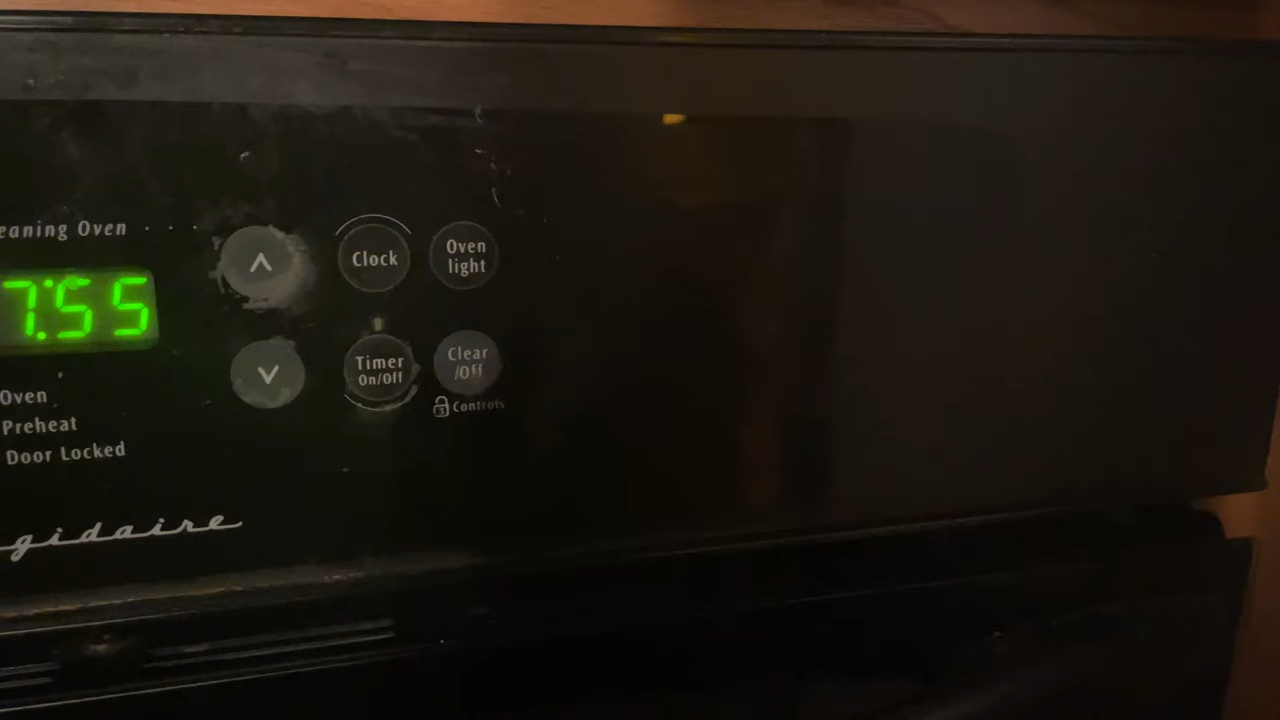 eaning Oven
7:55
Clock
Oven
light
Timer
On/Off
Clear
/Off
Controls
Oven
Preheat
Door Locked
gidaire